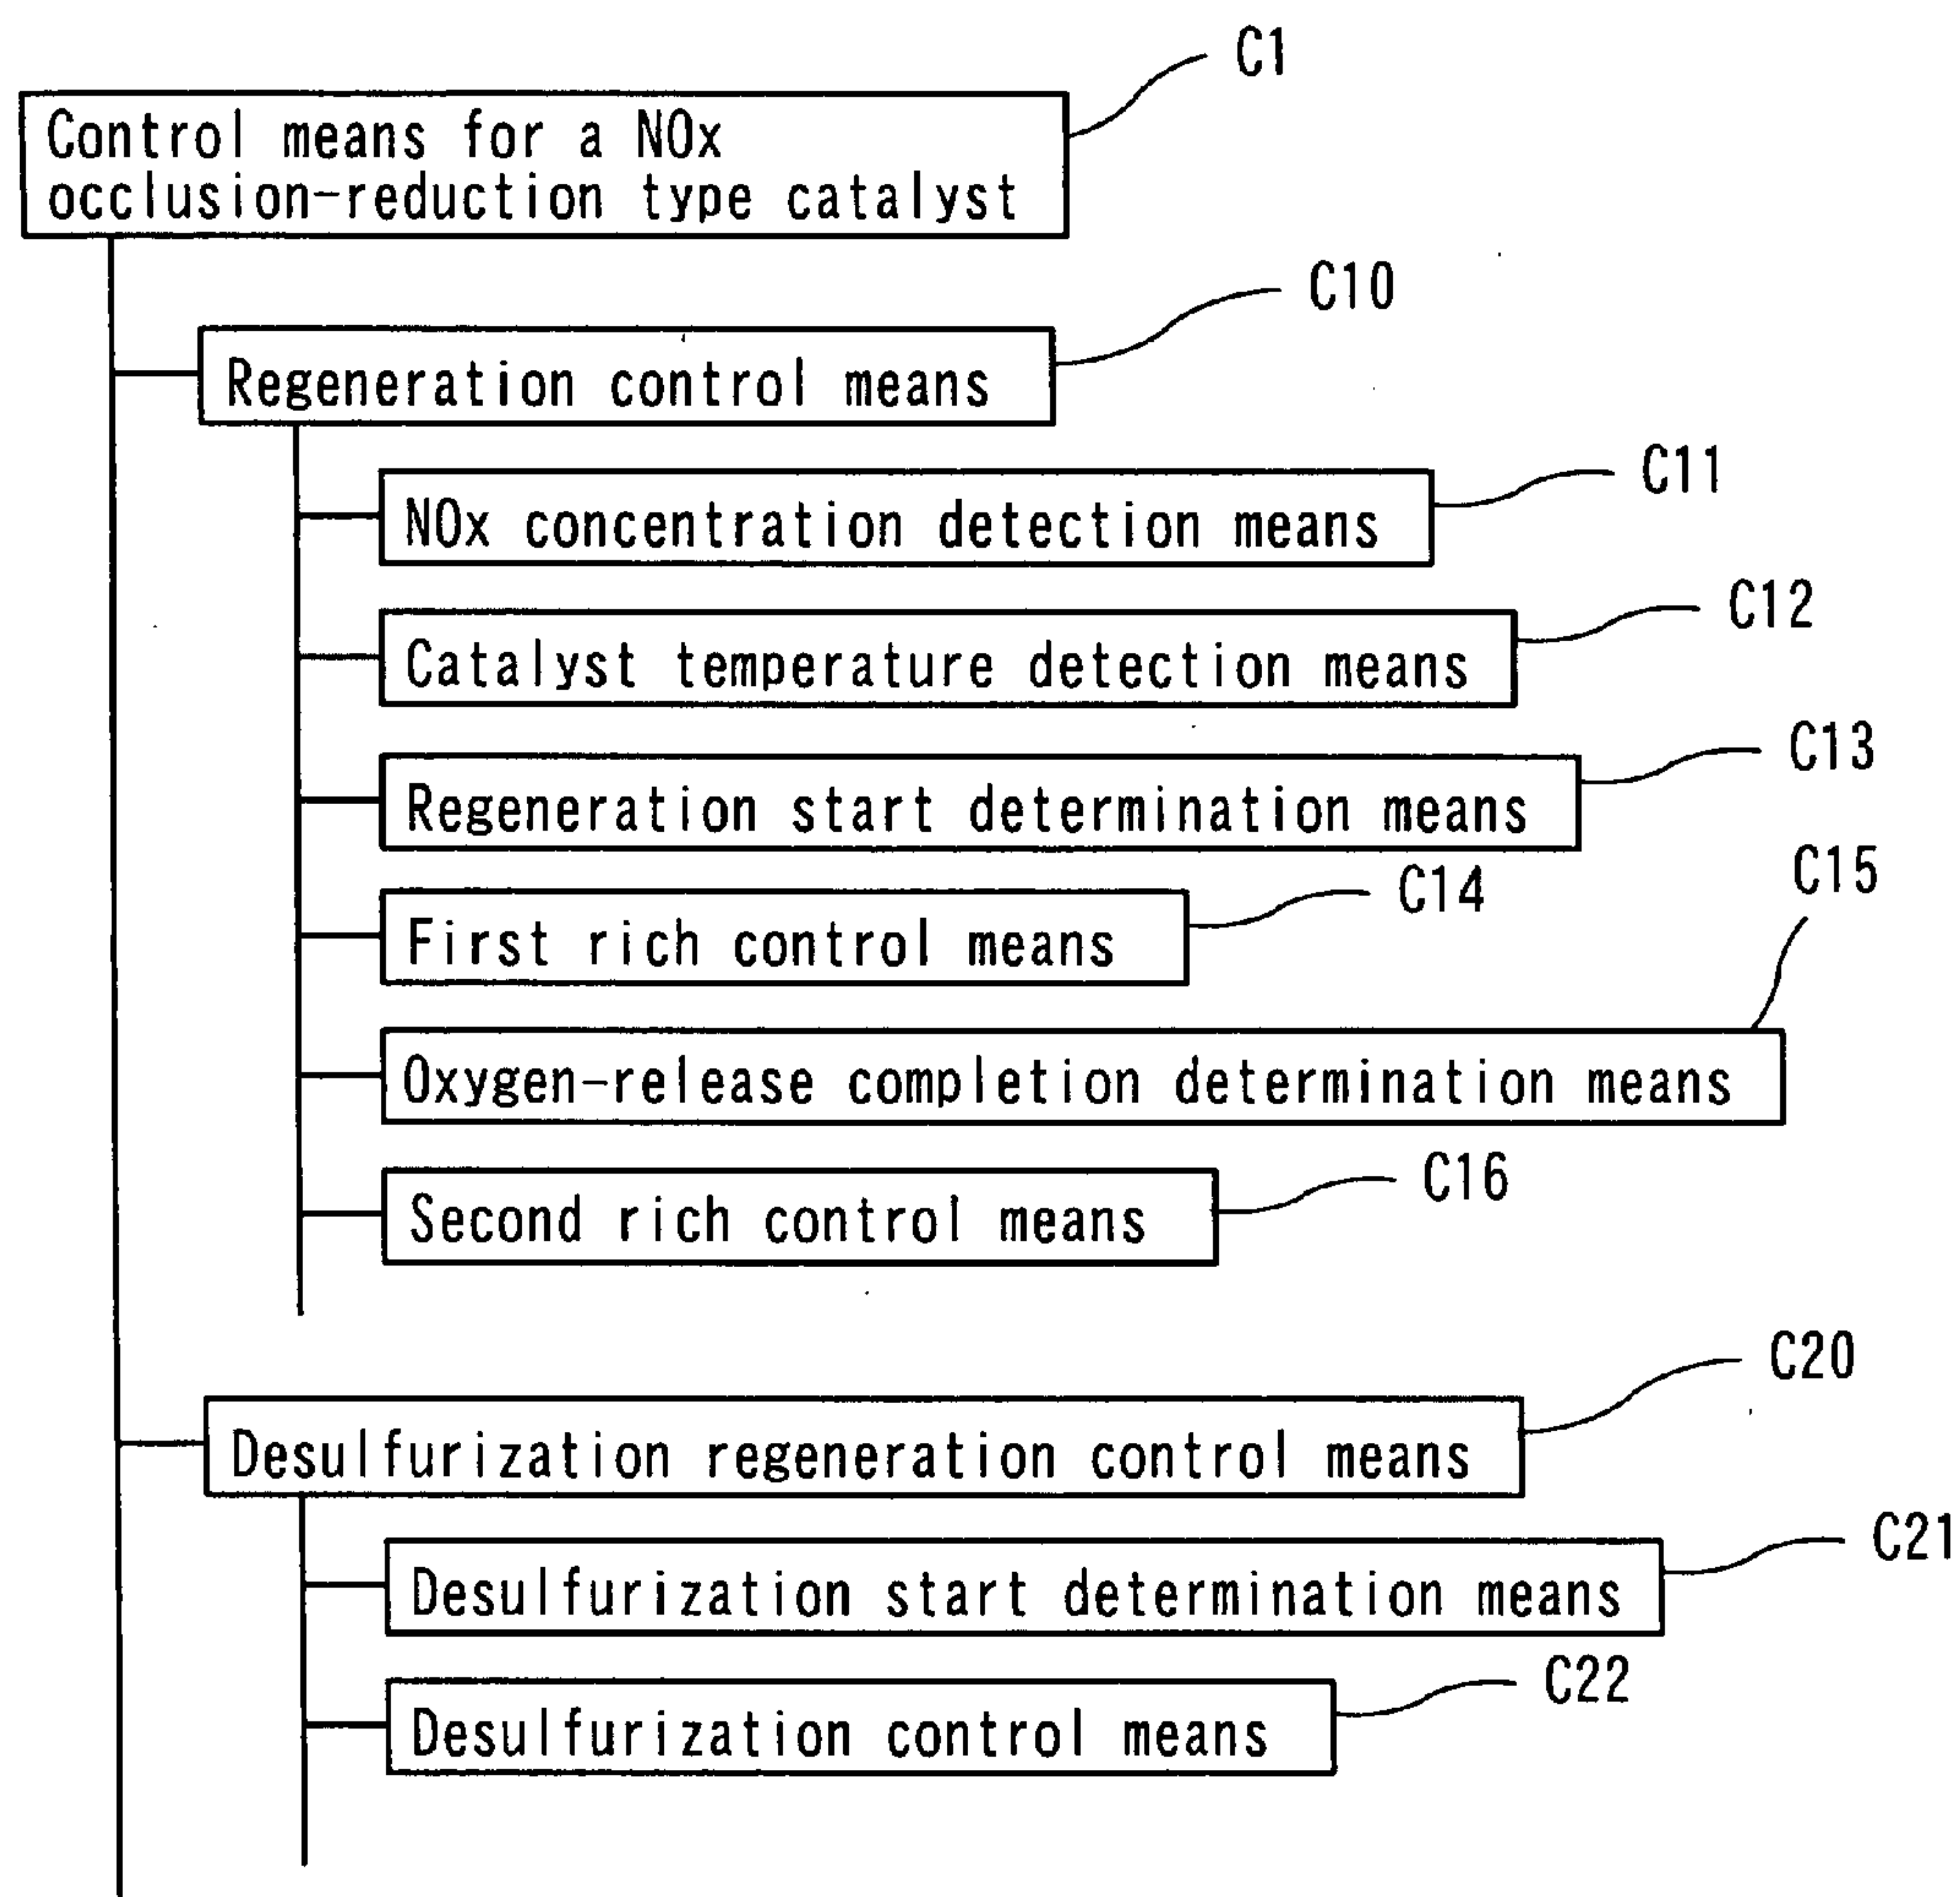 C1
Control means for a NOx
occlusion-reduction type catalyst
C10
Regeneration control means
C11
NOx concentration detection means
C12
Catalyst temperature detection means
C13
Regeneration start determination means
C14
First rich control means
C15
Oxygen-release completion determination means
C16
Second rich control means
C20
Desulfurization regeneration control means
C21
Desulfurization start determination means
C22
Desulfurization control means